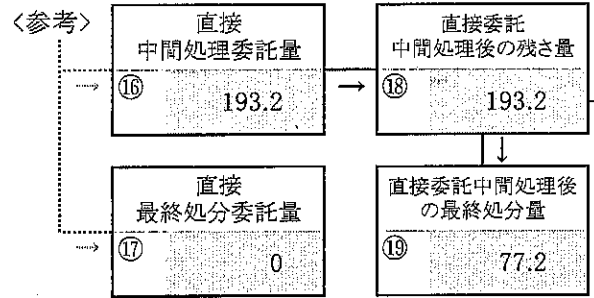 〈参考〉
直接
中間処理委託量
⑯
193.2
→
直接委託
中間処理後の残さ量
⑱
193.2
↓
直接
最終処分委託量
⑰
0
直接委託中間処理後
の最終処分量
⑲
77.2